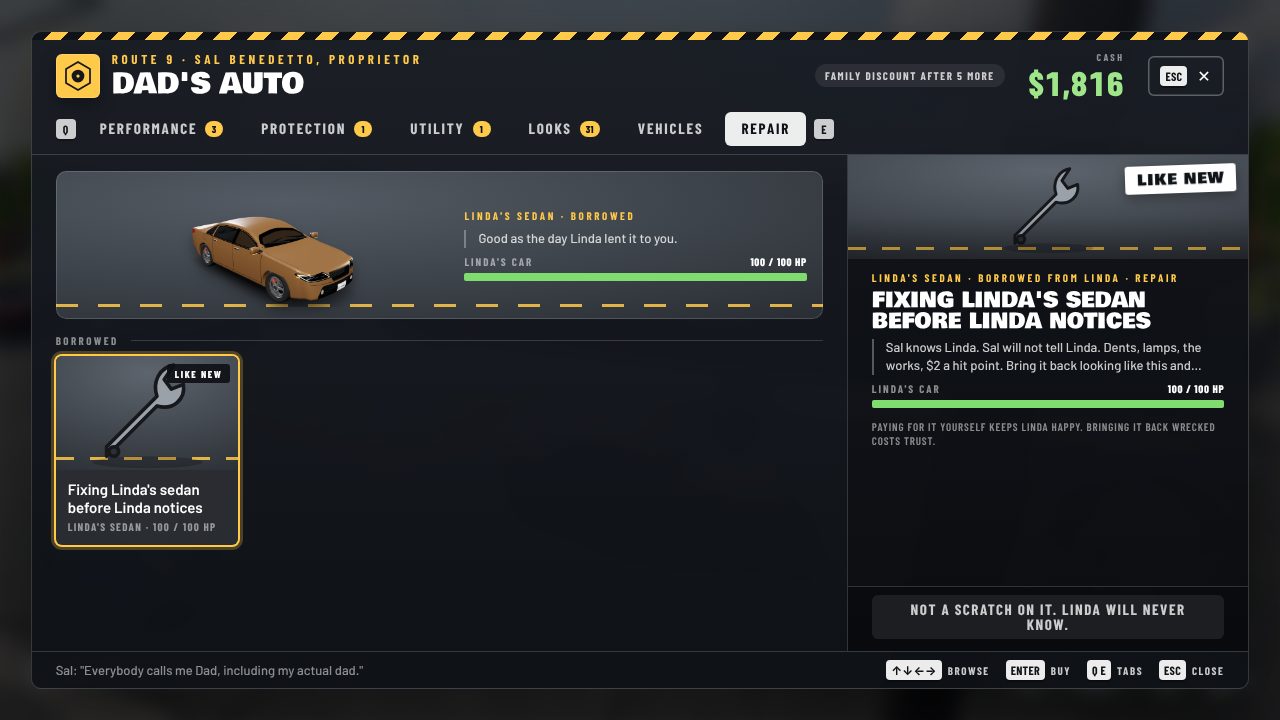 ROUTE 9 · SAL BENEDETTO, PROPRIETOR
DAD'S AUTO
FAMILY DISCOUNT AFTER 5 MORE
CASH
$1,816
ESC ✕
Q PERFORMANCE 3 PROTECTION 1 UTILITY 1 LOOKS 31 VEHICLES REPAIR E
LINDA'S SEDAN · BORROWED
Good as the day Linda lent it to you.
LINDA'S CAR 100 / 100 HP
BORROWED
LIKE NEW
Fixing Linda's sedan
before Linda notices
LINDA'S SEDAN · 100 / 100 HP
LIKE NEW
LINDA'S SEDAN · BORROWED FROM LINDA · REPAIR
FIXING LINDA'S SEDAN
BEFORE LINDA NOTICES
Sal knows Linda. Sal will not tell Linda. Dents, lamps, the
works, $2 a hit point. Bring it back looking like this and...
LINDA'S CAR 100 / 100 HP
PAYING FOR IT YOURSELF KEEPS LINDA HAPPY. BRINGING IT BACK WRECKED
COSTS TRUST.
NOT A SCRATCH ON IT. LINDA WILL NEVER
KNOW.
Sal: "Everybody calls me Dad, including my actual dad."
↑↓←→ BROWSE ENTER BUY Q E TABS ESC CLOSE